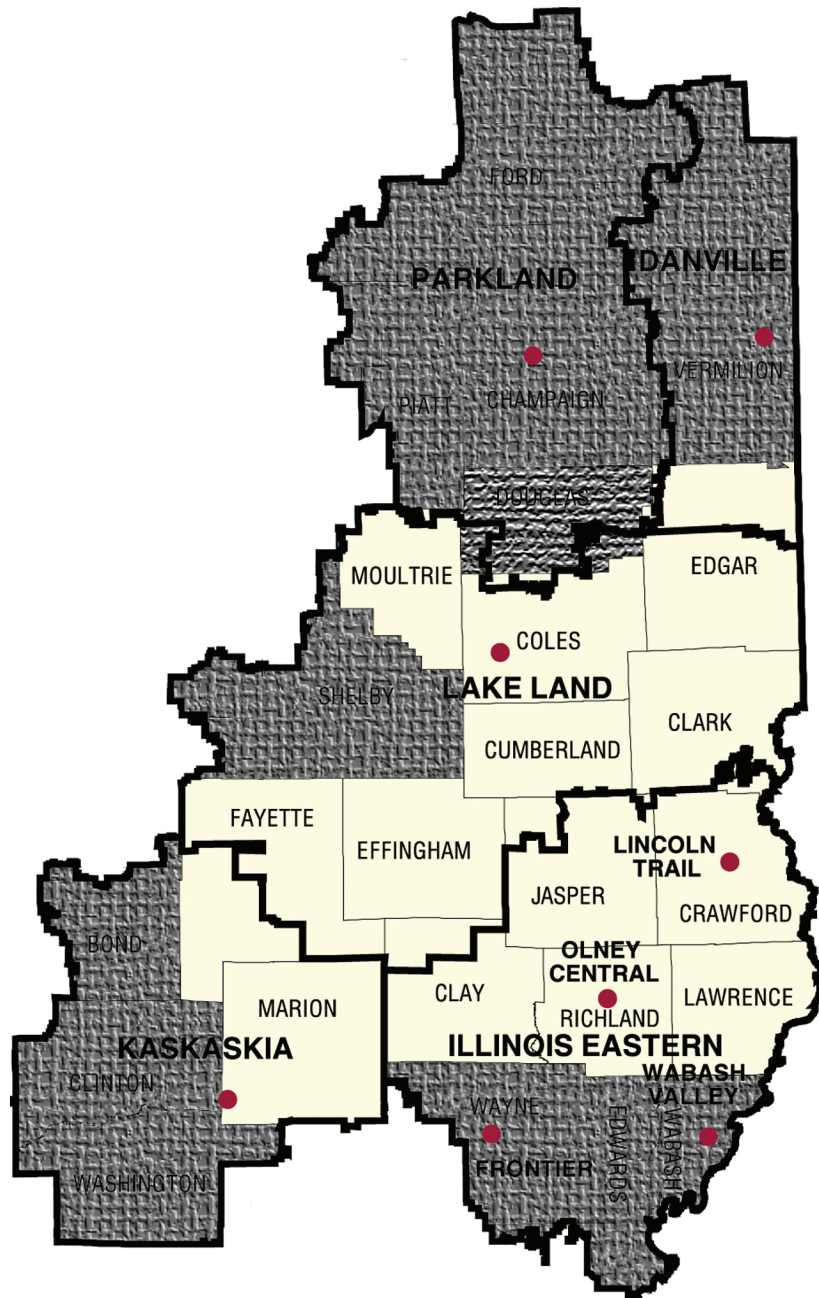 FORD
PARKLAND
DANVILLE
VERMILION
PIATT
CHAMPAIGN
DOUGLAS
MOULTRIE
EDGAR
COLES
SHELBY
LAKE LAND
CLARK
CUMBERLAND
FAYETTE
EFFINGHAM
LINCOLN
TRAIL
JASPER
CRAWFORD
BOND
OLNEY
CENTRAL
CLAY
MARION
RICHLAND
LAWRENCE
KASKASKIA
ILLINOIS EASTERN
CLINTON
WABASH
VALLEY
WAYNE
EDWARDS
WABASH
FRONTIER
WASHINGTON